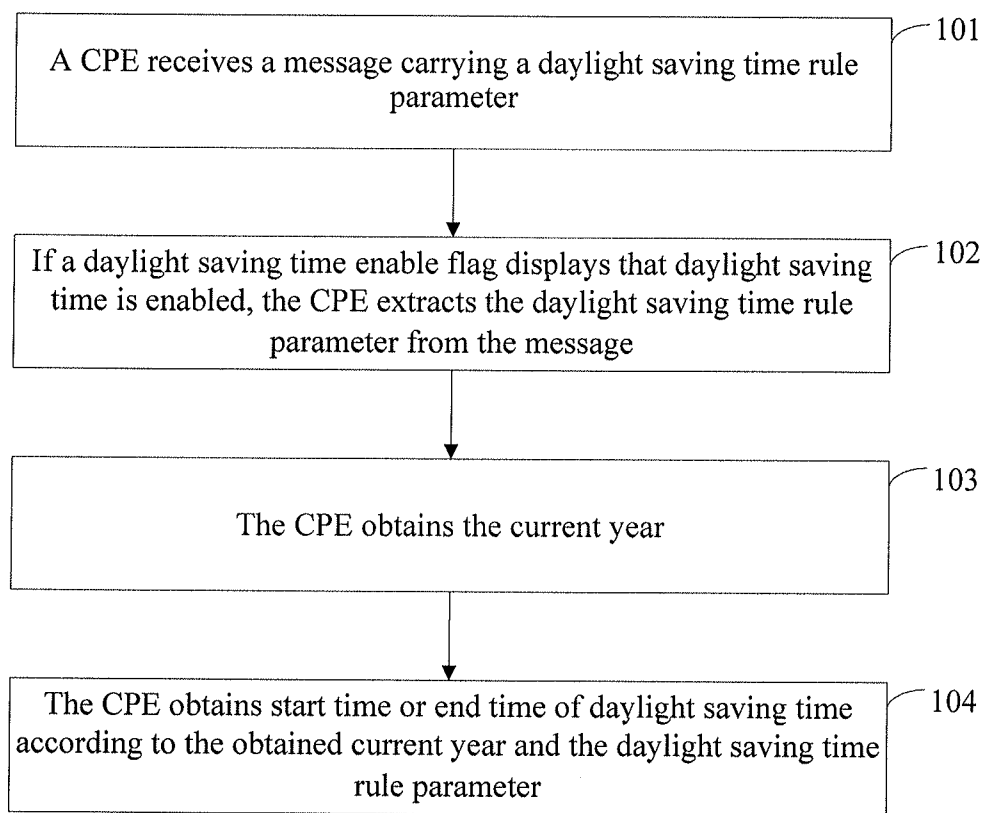 101
A CPE receives a message carrying a daylight saving time rule
parameter
102
If a daylight saving time enable flag displays that daylight saving
time is enabled, the CPE extracts the daylight saving time rule
parameter from the message
103
The CPE obtains the current year
104
The CPE obtains start time or end time of daylight saving time
according to the obtained current year and the daylight saving time
rule parameter